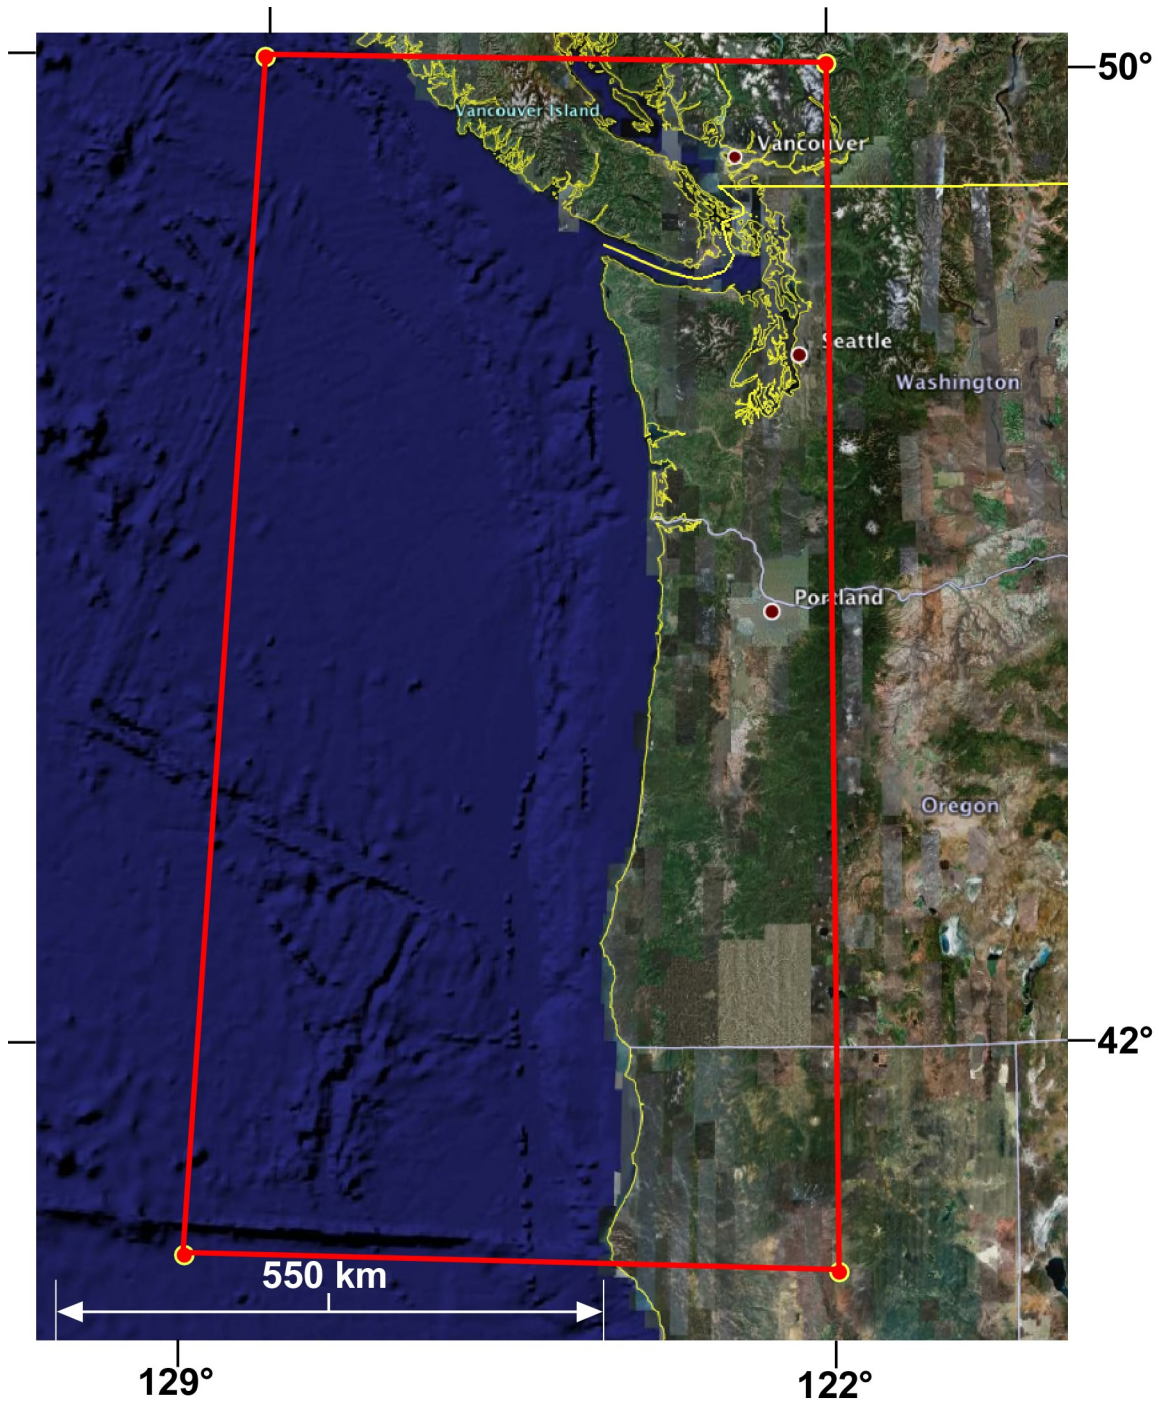 50°
Vancouver Island
Vancouver
Seattle
Washington
Portland
Oregon
42°
550 km
129°
122°